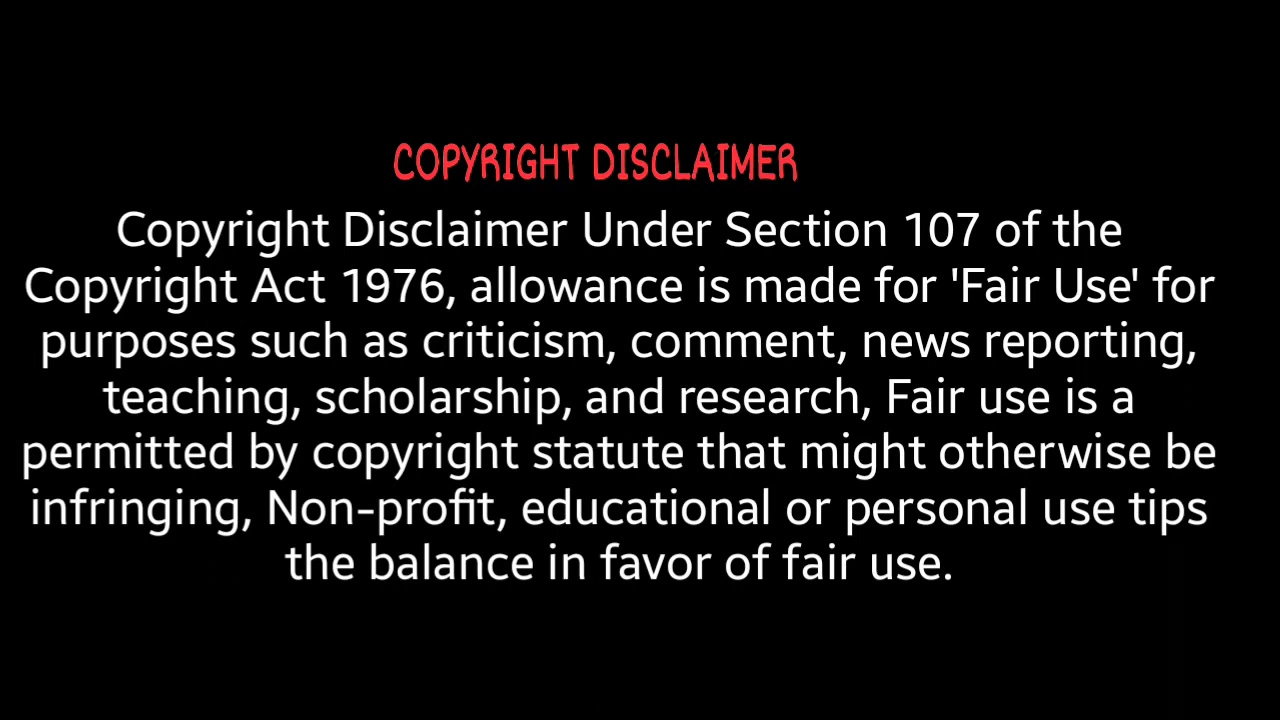 COPYRIGHT DISCLAIMER
Copyright Disclaimer Under Section 107 of the
Copyright Act 1976, allowance is made for 'Fair Use' for
purposes such as criticism, comment, news reporting,
teaching, scholarship, and research, Fair use is a
permitted by copyright statute that might otherwise be
infringing, Non-profit, educational or personal use tips
the balance in favor of fair use.